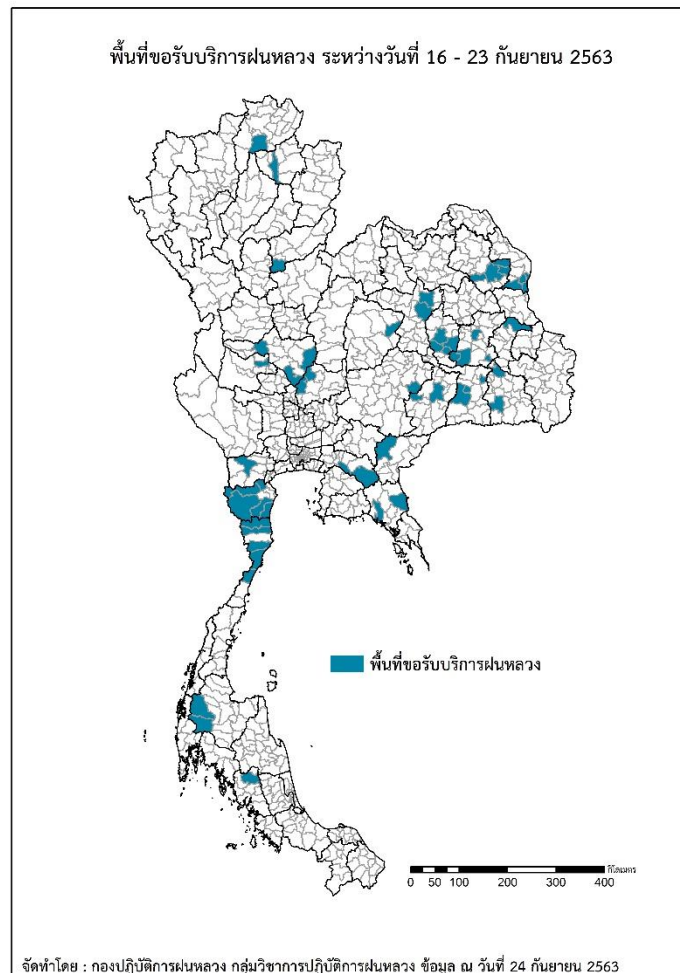 พื้นที่ขอรับบริการฝนหลวง ระหว่างวันที่ 16 - 23 กันยายน 2563
พื้นที่ขอรับบริการฝนหลวง
กิโลเมตร
0 50 100 200 300 400
จัดทำโดย : กองปฏิบัติการฝนหลวง กลุ่มวิชาการปฏิบัติการฝนหลวง ข้อมูล ณ วันที่ 24 กันยายน 2563